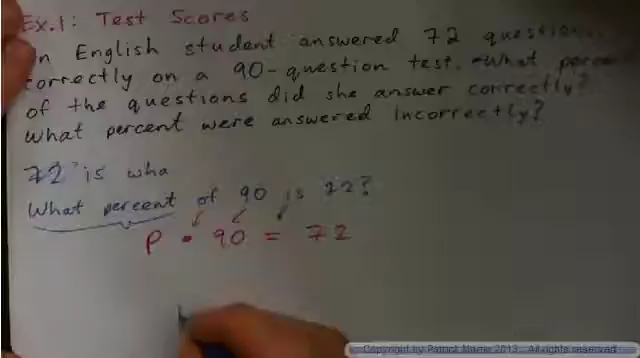 Ex.1: Test Scores
An English student answered 72 questions
correctly on a 90-question test. What percent
of the questions did she answer correctly?
What percent were answered incorrectly?
72 is wha
What percent of 90 is 72?
P • 90 = 72
Copyright by Patrick Marie 2013. All rights reserved